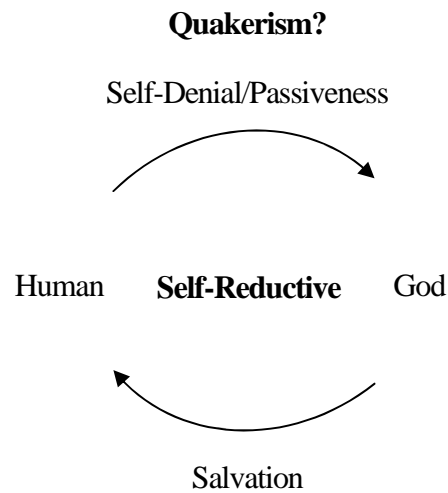 Quakerism?
Self-Denial/Passiveness
Human Self-Reductive God
Salvation